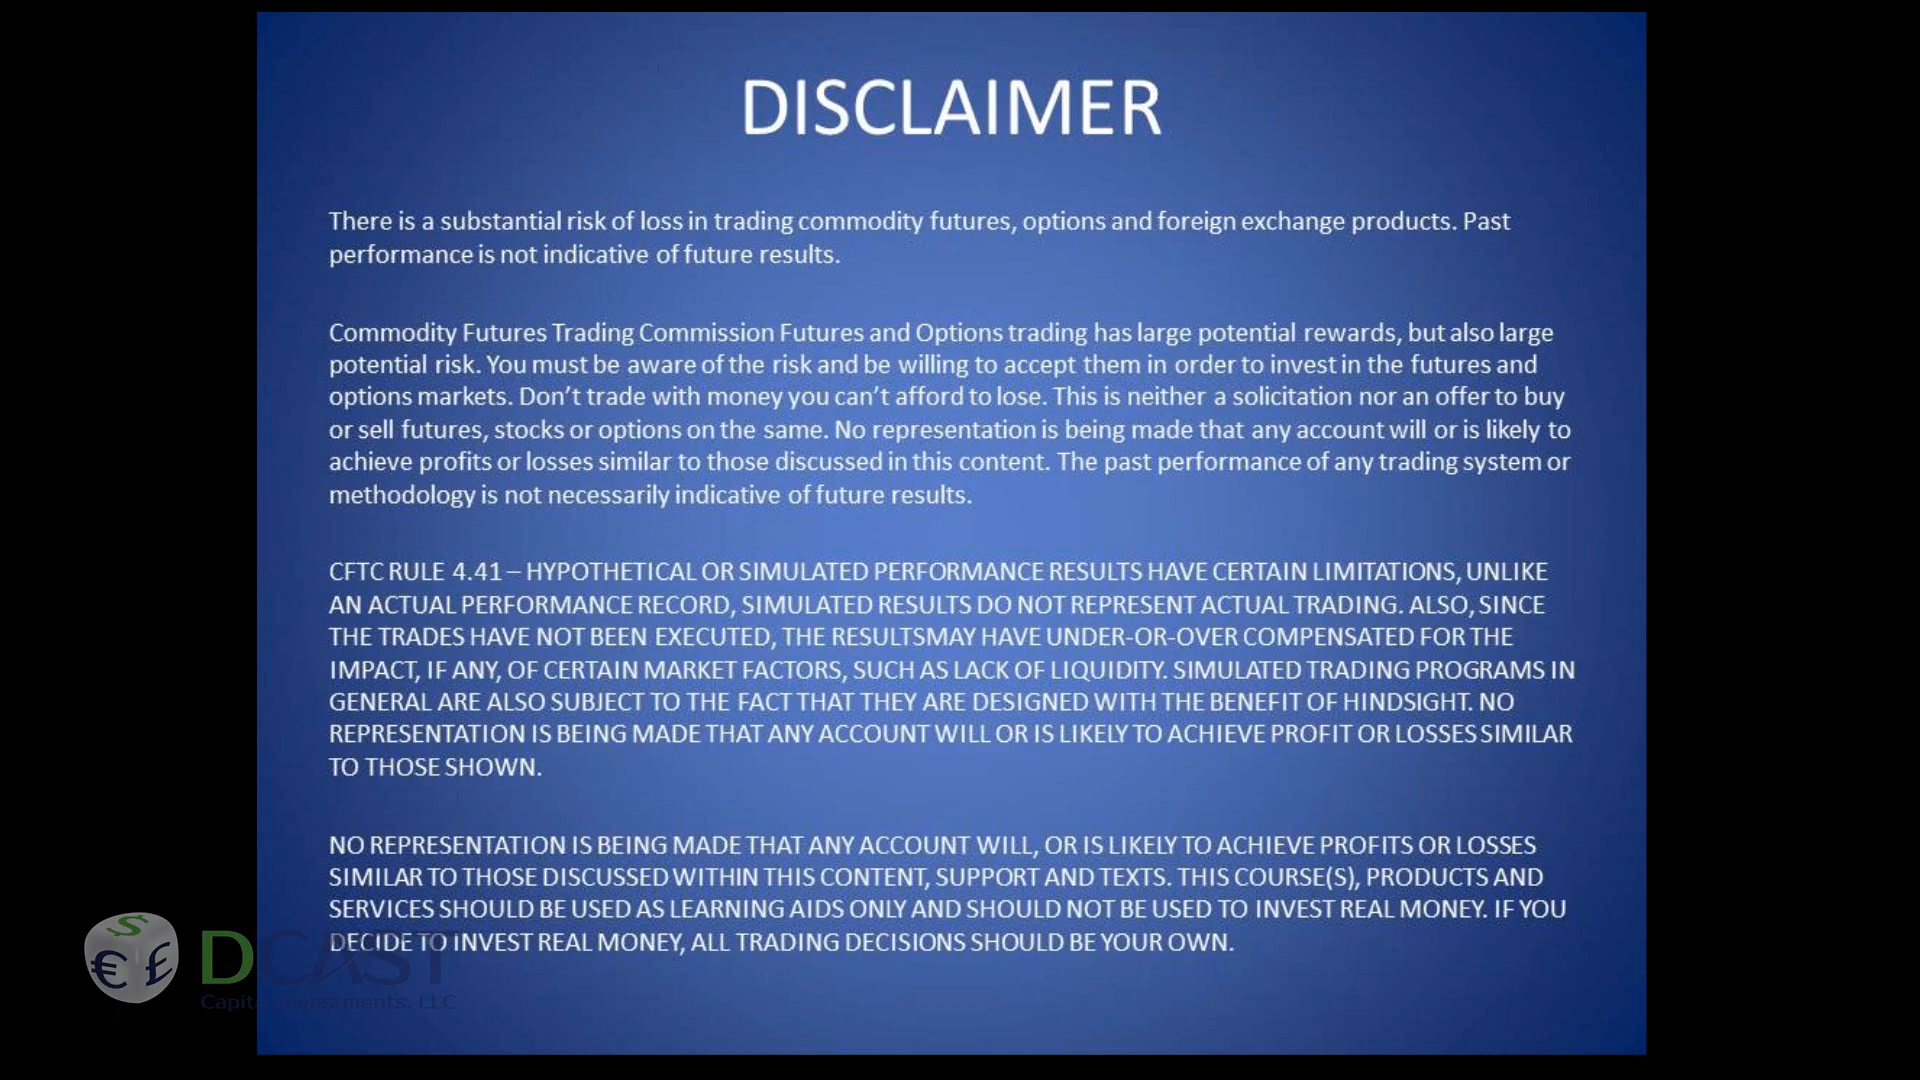 DISCLAIMER
There is a substantial risk of loss in trading commodity futures, options and foreign exchange products. Past
performance is not indicative of future results.
Commodity Futures Trading Commission Futures and Options trading has large potential rewards, but also large
potential risk. You must be aware of the risk and be willing to accept them in order to invest in the futures and
options markets. Don’t trade with money you can’t afford to lose. This is neither a solicitation nor an offer to buy
or sell futures, stocks or options on the same. No representation is being made that any account will or is likely to
achieve profits or losses similar to those discussed in this content. The past performance of any trading system or
methodology is not necessarily indicative of future results.
CFTC RULE 4.41 – HYPOTHETICAL OR SIMULATED PERFORMANCE RESULTS HAVE CERTAIN LIMITATIONS, UNLIKE
AN ACTUAL PERFORMANCE RECORD, SIMULATED RESULTS DO NOT REPRESENT ACTUAL TRADING. ALSO, SINCE
THE TRADES HAVE NOT BEEN EXECUTED, THE RESULTSMAY HAVE UNDER-OR-OVER COMPENSATED FOR THE
IMPACT, IF ANY, OF CERTAIN MARKET FACTORS, SUCH AS LACK OF LIQUIDITY. SIMULATED TRADING PROGRAMS IN
GENERAL ARE ALSO SUBJECT TO THE FACT THAT THEY ARE DESIGNED WITH THE BENEFIT OF HINDSIGHT. NO
REPRESENTATION IS BEING MADE THAT ANY ACCOUNT WILL OR IS LIKELY TO ACHIEVE PROFIT OR LOSSES SIMILAR
TO THOSE SHOWN.
NO REPRESENTATION IS BEING MADE THAT ANY ACCOUNT WILL, OR IS LIKELY TO ACHIEVE PROFITS OR LOSSES
SIMILAR TO THOSE DISCUSSED WITHIN THIS CONTENT, SUPPORT AND TEXTS. THIS COURSE(S), PRODUCTS AND
SERVICES SHOULD BE USED AS LEARNING AIDS ONLY AND SHOULD NOT BE USED TO INVEST REAL MONEY. IF YOU
DECIDE TO INVEST REAL MONEY, ALL TRADING DECISIONS SHOULD BE YOUR OWN.
$ € £
DCAST
Capital Investments, LLC